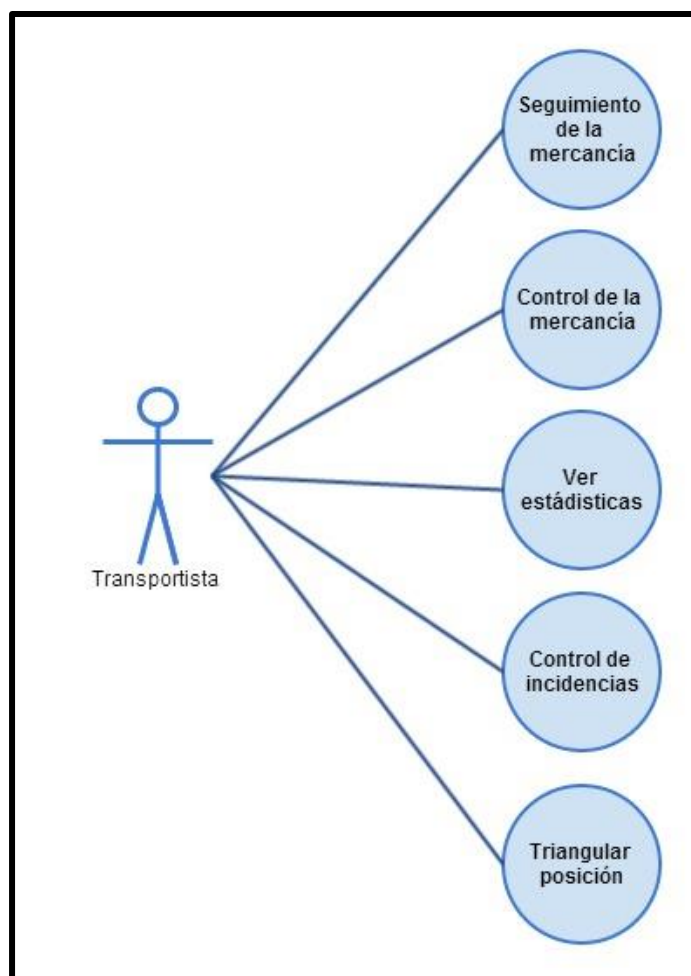 Seguimiento
de la
mercancía
Control de la
mercancía
Ver
estádisticas
Transportista
Control de
incidencias
Triangular
posición